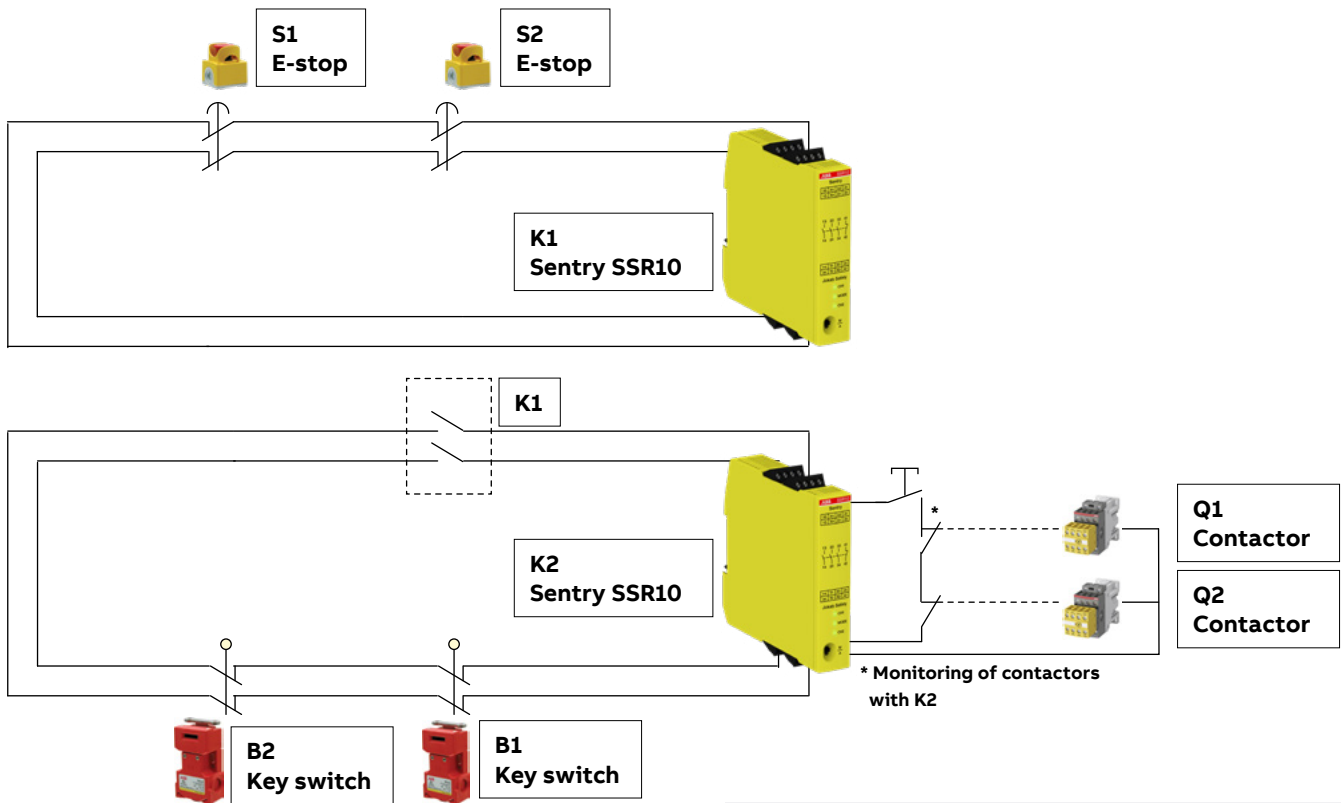 S1
E-stop
S2
E-stop
K1
Sentry SSR10
K1
K2
Sentry SSR10
*
Q1
Contactor
Q2
Contactor
* Monitoring of contactors
with K2
B2
Key switch
B1
Key switch